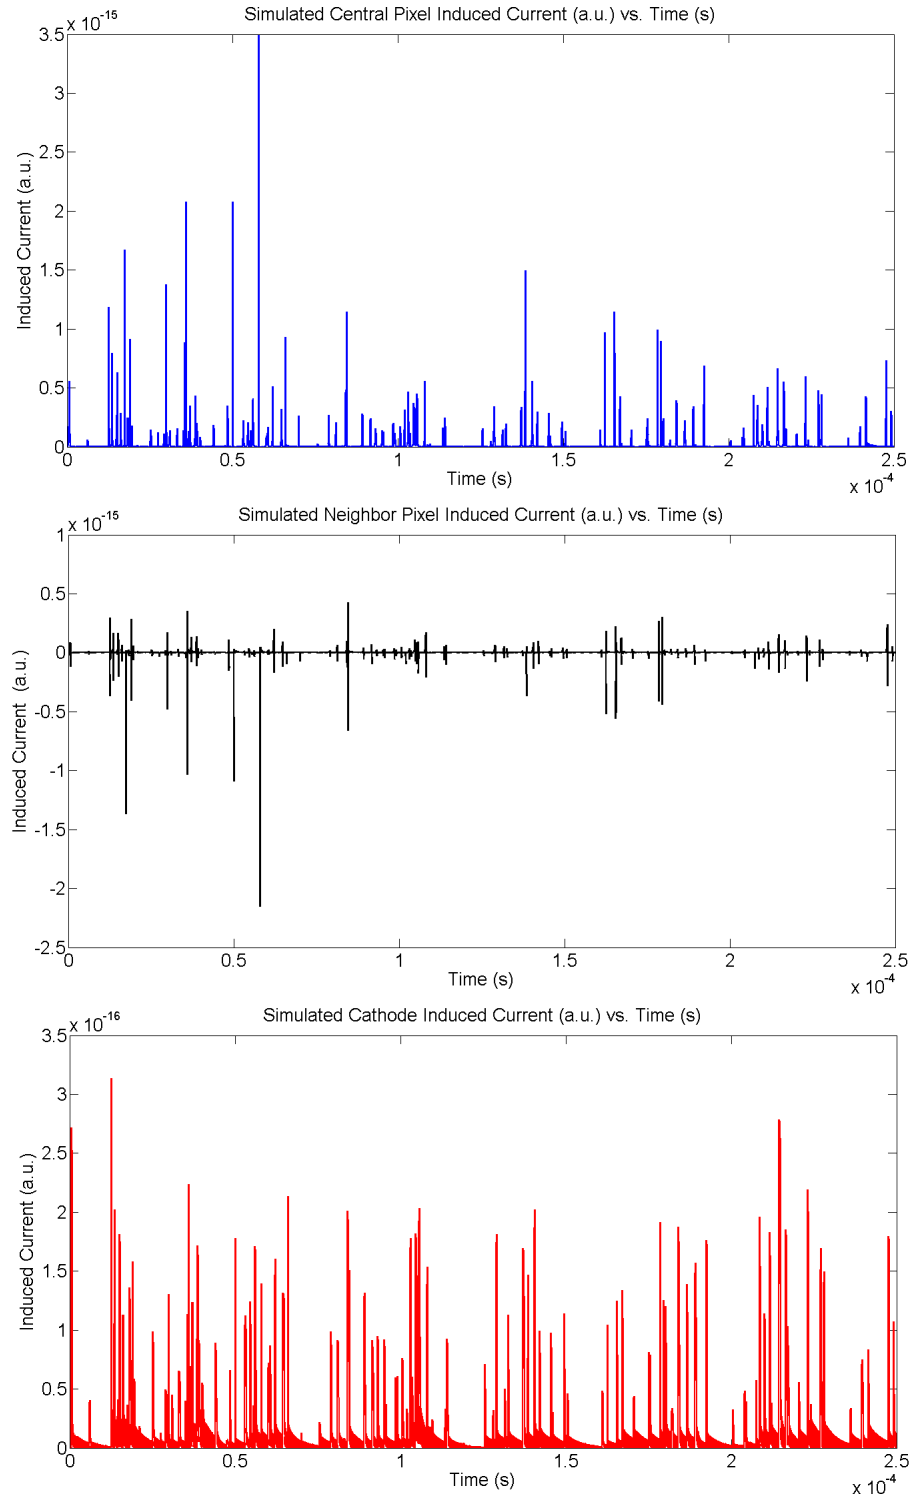 Simulated Central Pixel Induced Current (a.u.) vs. Time (s)
x 10-15
3.5
3
2.5
2
1.5
1
0.5
0
Induced Current (a.u.)
0 0.5 1 1.5 2 2.5
Time (s)
x 10-4
Simulated Neighbor Pixel Induced Current (a.u.) vs. Time (s)
x 10-15
1
0.5
0
-0.5
-1
-1.5
-2
-2.5
Induced Current (a.u.)
0 0.5 1 1.5 2 2.5
Time (s)
x 10-4
Simulated Cathode Induced Current (a.u.) vs. Time (s)
x 10-16
3.5
3
2.5
2
1.5
1
0.5
0
Induced Current (a.u.)
0 0.5 1 1.5 2 2.5
Time (s)
x 10-4